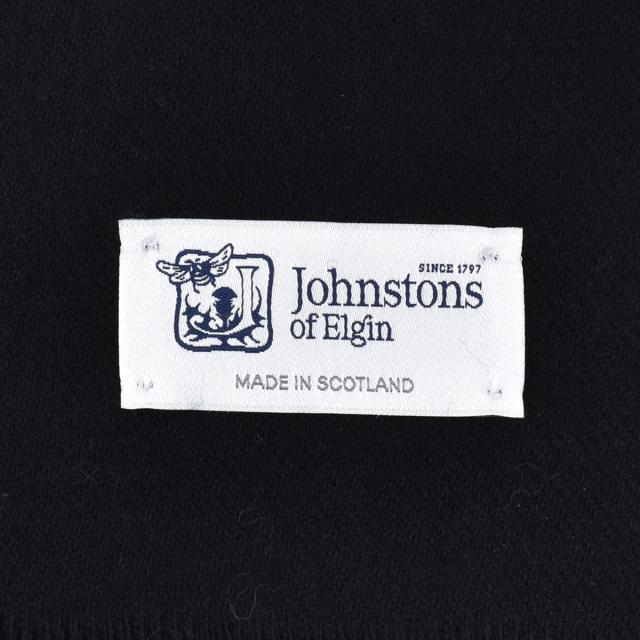 SINCE 1797
Johnstons
of Elgin
MADE IN SCOTLAND